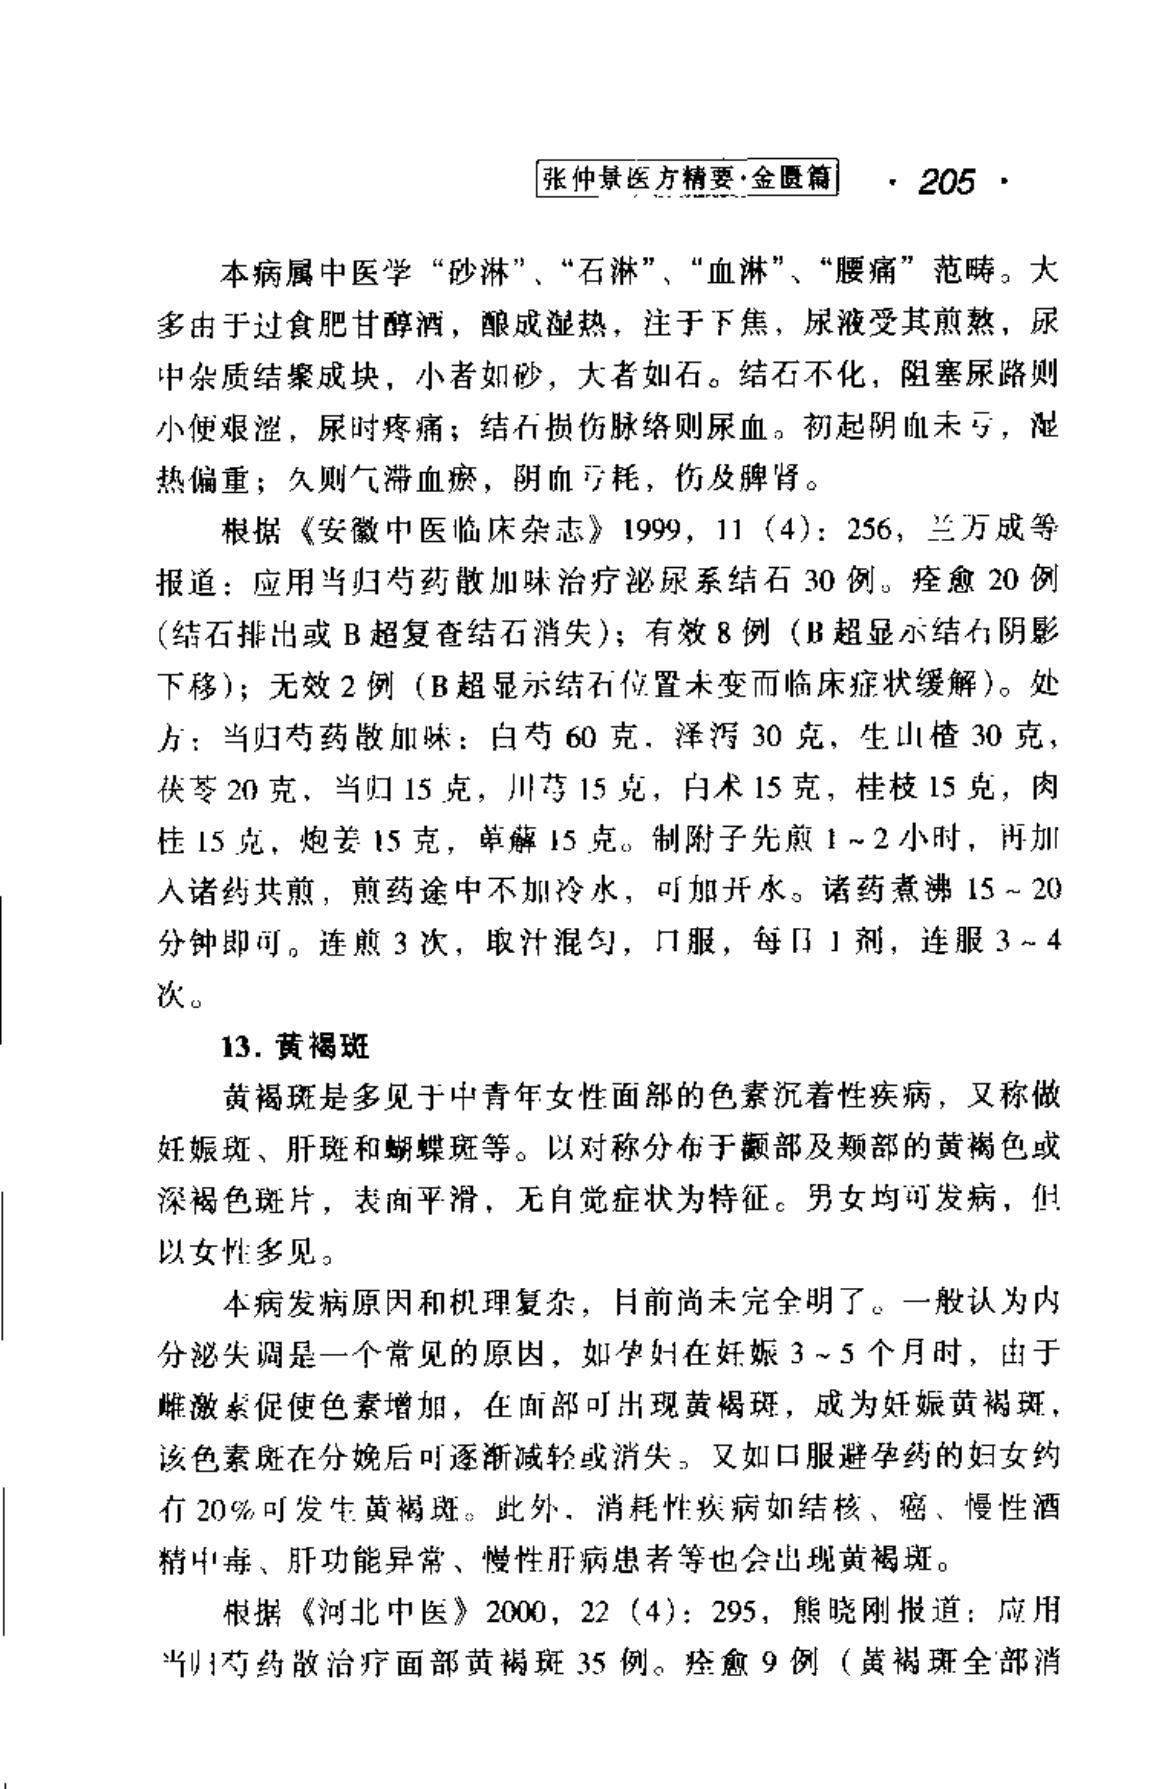 张仲景医方精要·金匮篇 · 205 ·
本病属中医学“砂淋”、“石淋”、“血淋”、“腰痛”范畴。大
多由于过食肥甘醇酒，酿成湿热，注于下焦，尿液受其煎熬，尿
中杂质结聚成块，小者如砂，大者如石。结石不化，阻塞尿路则
小便艰涩，尿时疼痛；结石损伤脉络则尿血。初起阴血未亏，湿
热偏重；久则气滞血瘀，阴血亏耗，伤及脾肾。
根据《安徽中医临床杂志》1999，11（4）：256，兰万成等
报道：应用当归芍药散加味治疗泌尿系结石 30 例。痊愈 20 例
(结石排出或 B 超复查结石消失)；有效 8 例（B 超显示结石阴影
下移)；无效 2 例（B 超显示结石位置未变而临床症状缓解)。处
方：当归芍药散加味：白芍 60 克，泽泻 30 克，生山楂 30 克，
茯苓 20 克，当归 15 克，川芎 15 克，白术 15 克，桂枝 15 克，肉
桂 15 克，炮姜 15 克，萆薢 15 克。制附子先煎 1～2 小时，再加
入诸药共煎，煎药途中不加冷水，可加开水。诸药煮沸 15～20
分钟即可。连煎 3 次，取汁混匀，口服，每日 1 剂，连服 3～4
次。
13. 黄褐斑
黄褐斑是多见于中青年女性面部的色素沉着性疾病，又称做
妊娠斑、肝斑和蝴蝶斑等。以对称分布于颧部及颊部的黄褐色或
深褐色斑片，表面平滑，无自觉症状为特征。男女均可发病，但
以女性多见。
本病发病原因和机理复杂，目前尚未完全明了。一般认为内
分泌失调是一个常见的原因，如孕妇在妊娠 3～5 个月时，由于
雌激素促使色素增加，在面部可出现黄褐斑，成为妊娠黄褐斑，
该色素斑在分娩后可逐渐减轻或消失。又如口服避孕药的妇女约
有 20％可发生黄褐斑。此外，消耗性疾病如结核、癌、慢性酒
精中毒、肝功能异常、慢性肝病患者等也会出现黄褐斑。
根据《河北中医》2000，22（4）：295，熊晓刚报道：应用
当归芍药散治疗面部黄褐斑 35 例。痊愈 9 例（黄褐斑全部消